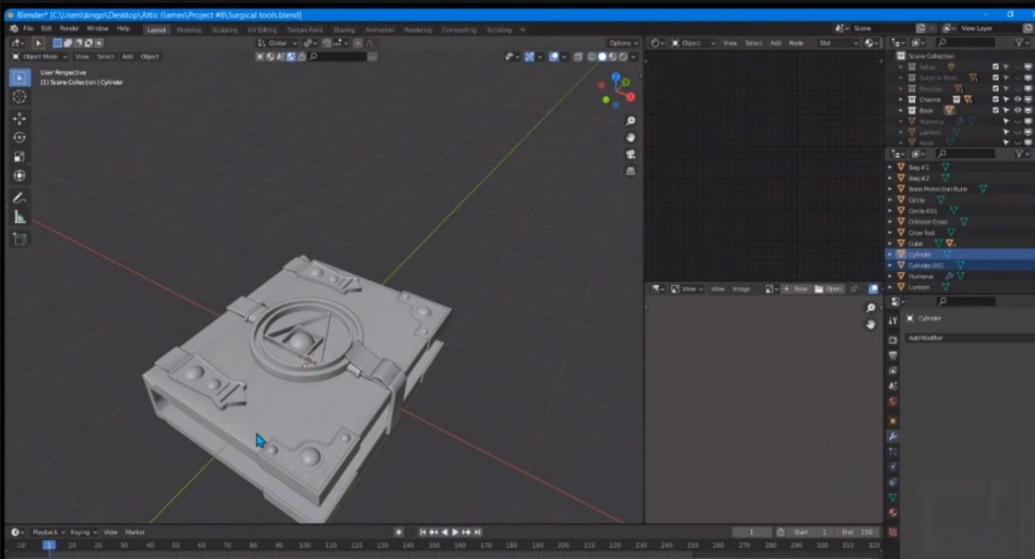 Blender* [C:\Users\kingo\Desktop\Attic Games\Project #8\Surgical tools.blend]
File Edit Render Window Help Layout Modeling Sculpting UV Editing Texture Paint Shading Animation Rendering Compositing Scripting + Scene View Layer
Global Options Object View Select Add Node Slot
Object Mode View Select Add Object
User Perspective
(1) Scene Collection | Cylinder
Scene Collection
Surgical Tools
Pouches
Charms
Book
Humerus
Lantern
Bag #1
Bag #2
Bone Protection Rune
Circle
Circle.001
Crimson Cross
Crow foot
Cube
Cylinder
Cylinder.001
Humerus
Lantern
View View Image + New Open
Cylinder
Add Modifier
Playback Keying View Marker 1 Start 1 End 250
1 10 20 30 40 50 60 70 80 90 100 110 120 130 140 150 160 170 180 190 200 210 220 230 240 250 260 270 280 290 300 310 320